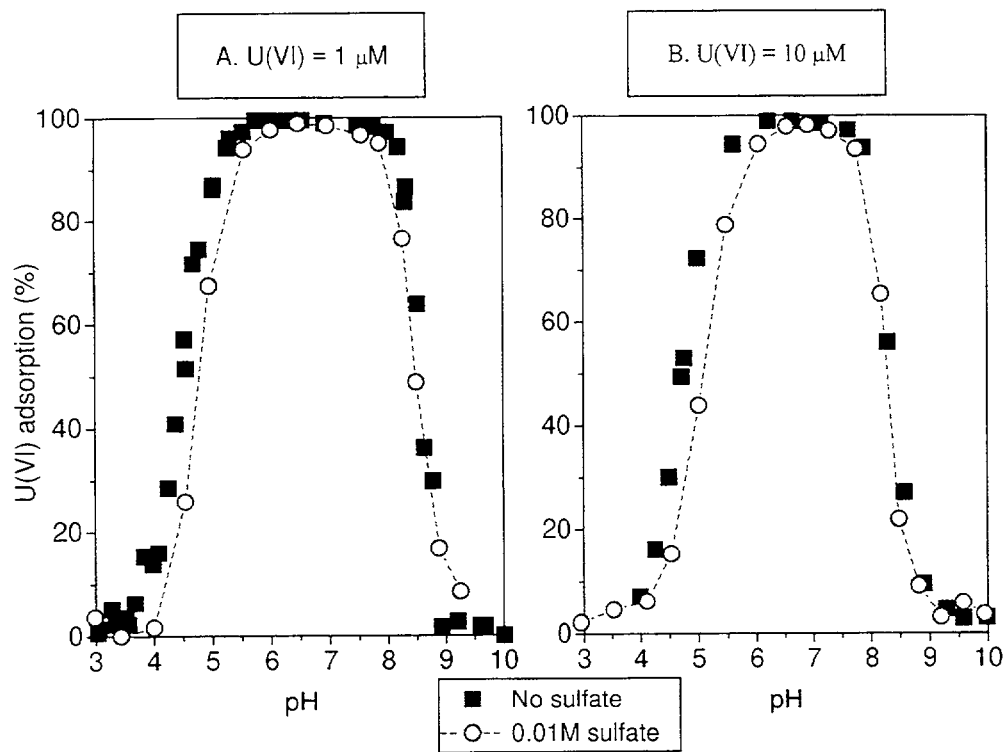 A. U(VI) = 1 μM
B. U(VI) = 10 μM
U(VI) adsorption (%)
100
80
60
40
20
0
3 4 5 6 7 8 9 10
pH
100
80
60
40
20
0
3 4 5 6 7 8 9 10
pH
No sulfate
0.01M sulfate